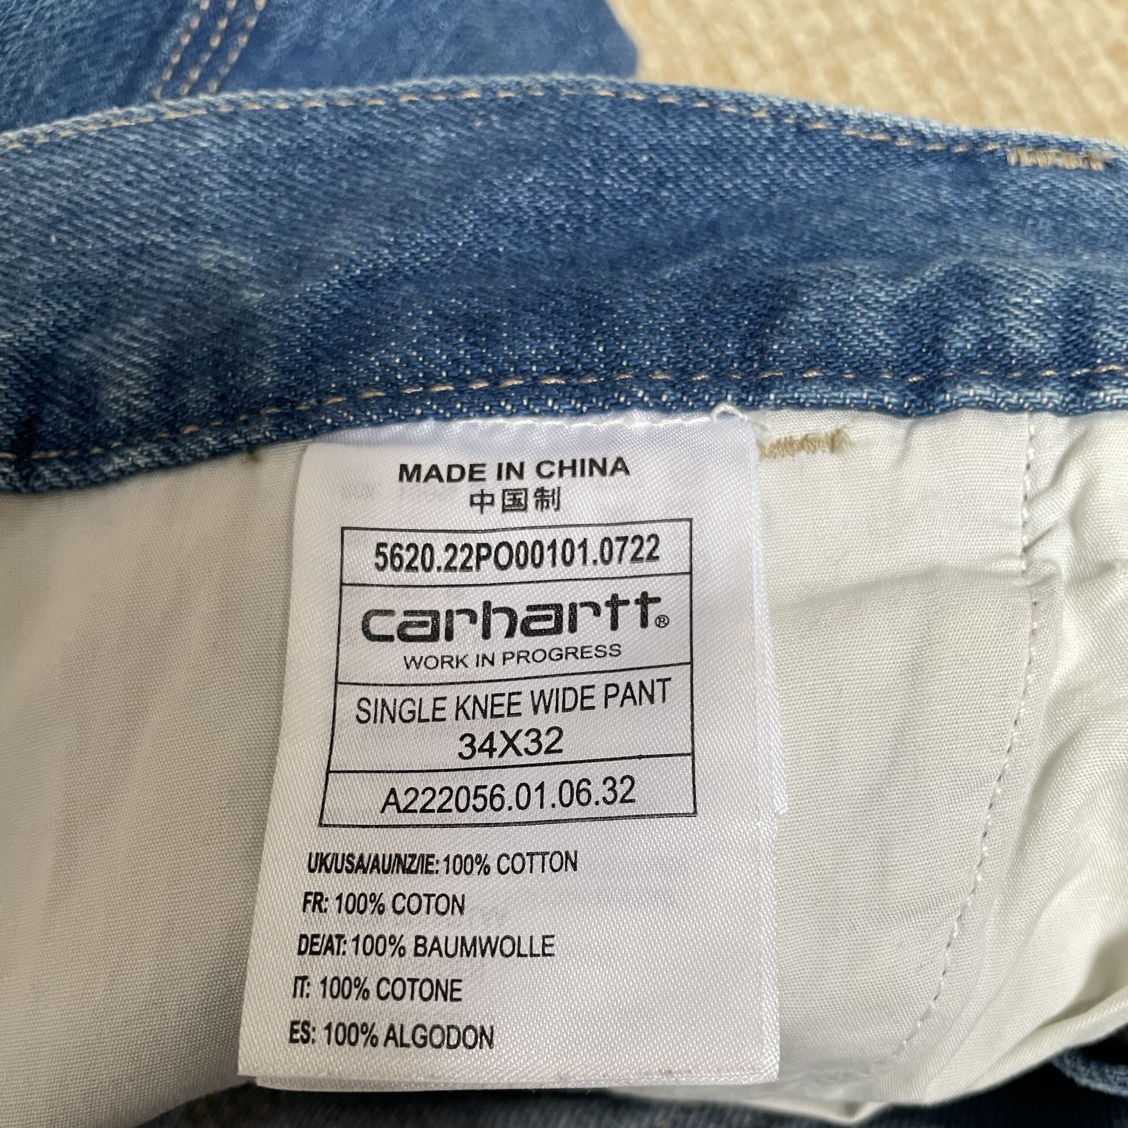 MADE IN CHINA
中国制
5620.22PO00101.0722
carhartt®
WORK IN PROGRESS
SINGLE KNEE WIDE PANT
34X32
A222056.01.06.32
UK/USA/AU/NZ/IE: 100% COTTON
FR: 100% COTON
DE/AT: 100% BAUMWOLLE
IT: 100% COTONE
ES: 100% ALGODON